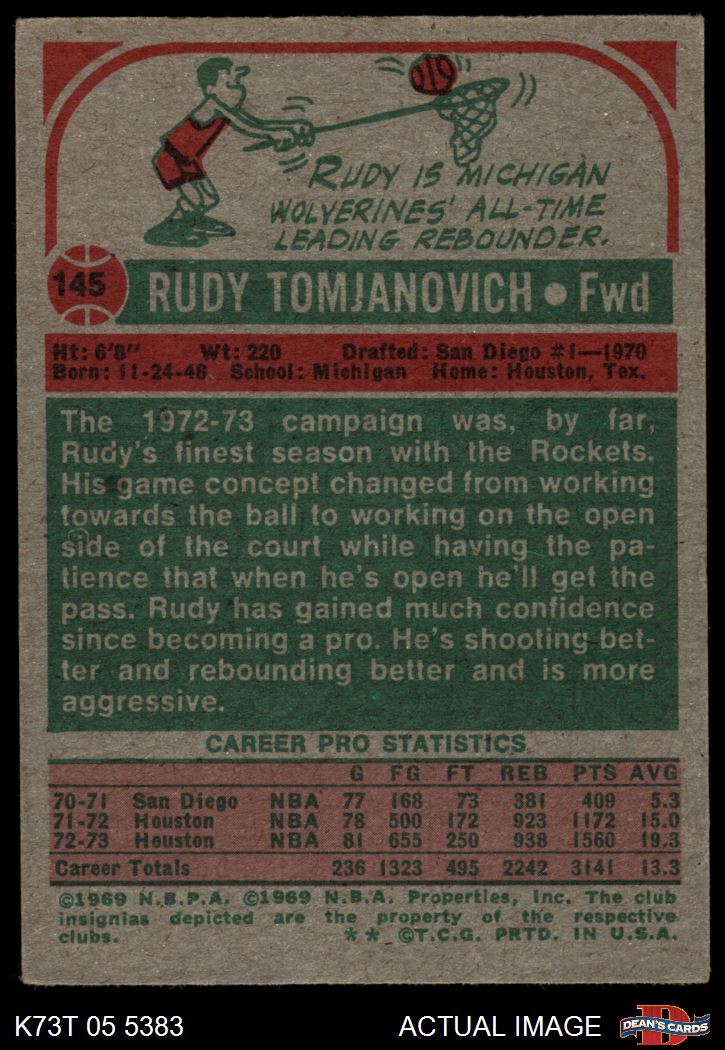 RUDY IS MICHIGAN
WOLVERINES' ALL-TIME
LEADING REBOUNDER.
145 RUDY TOMJANOVICH • Fwd
Ht: 6'8" Wt: 220 Drafted: San Diego #1—1970
Born: 11-24-48 School: Michigan Home: Houston, Tex.
The 1972-73 campaign was, by far,
Rudy's finest season with the Rockets.
His game concept changed from working
towards the ball to working on the open
side of the court while having the pa-
tience that when he's open he'll get the
pass. Rudy has gained much confidence
since becoming a pro. He's shooting bet-
ter and rebounding better and is more
aggressive.
CAREER PRO STATISTICS
G FG FT REB PTS AVG
70-71 San Diego NBA 77 168 73 381 409 5.3
71-72 Houston NBA 78 500 172 923 1172 15.0
72-73 Houston NBA 81 655 250 938 1560 19.3
Career Totals 236 1323 495 2242 3141 13.3
©1969 N.B.P.A. ©1969 N.B.A. Properties, Inc. The club
insignias depicted are the property of the respective
clubs. ** ©T.C.G. PRTD. IN U.S.A.
K73T 05 5383 ACTUAL IMAGE DEAN'S CARDS